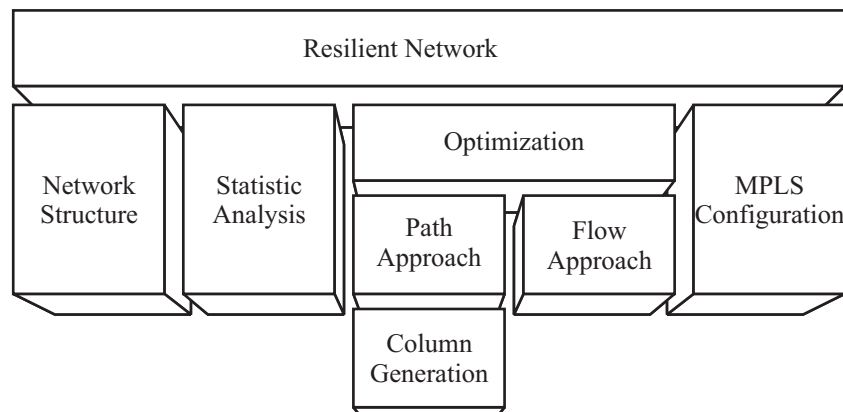 Resilient Network
Network
Structure
Statistic
Analysis
Optimization
MPLS
Configuration
Path
Approach
Flow
Approach
Column
Generation